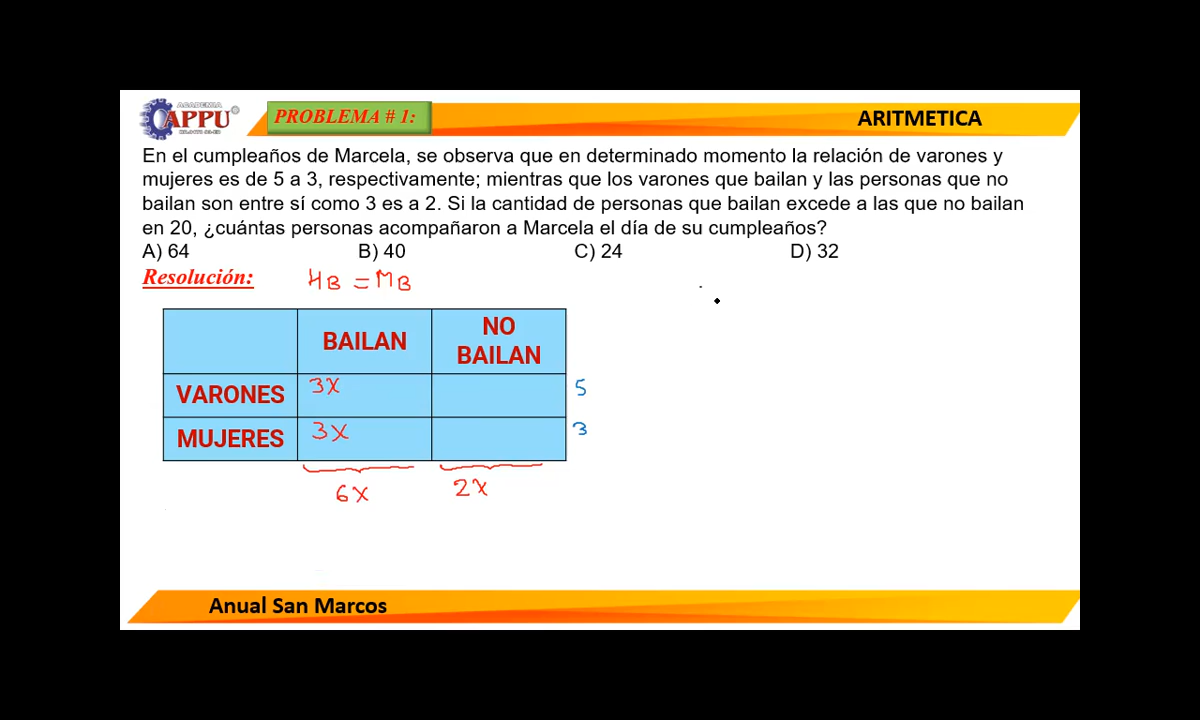 ACADEMIA
APPU
PROBLEMA # 1:
ARITMETICA
En el cumpleaños de Marcela, se observa que en determinado momento la relación de varones y
mujeres es de 5 a 3, respectivamente; mientras que los varones que bailan y las personas que no
bailan son entre sí como 3 es a 2. Si la cantidad de personas que bailan excede a las que no bailan
en 20, ¿cuántas personas acompañaron a Marcela el día de su cumpleaños?
A) 64 B) 40 C) 24 D) 32
Resolución:
HB = MB
BAILAN
NO
BAILAN
VARONES 3X 5
MUJERES 3X 3
6X 2X
Anual San Marcos